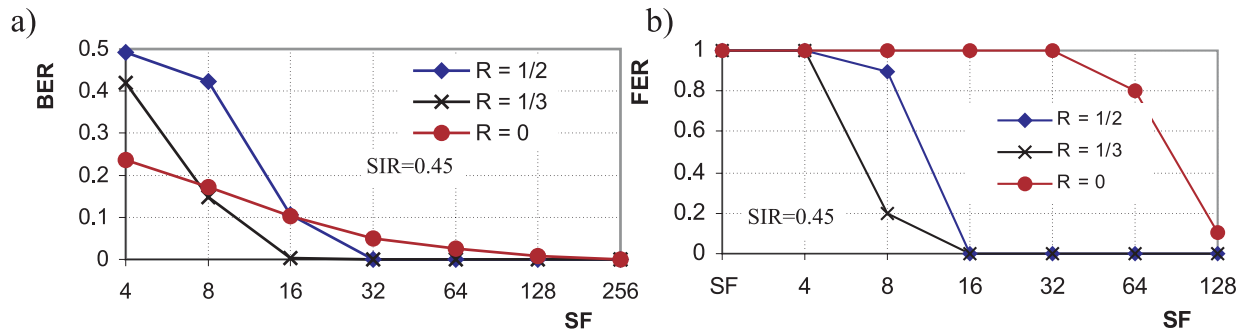 a)
BER
0.5
0.4
0.3
0.2
0.1
0
R = 1/2
R = 1/3
R = 0
SIR=0.45
4 8 16 32 64 128 256
SF
b)
FER
1
0.8
0.6
0.4
0.2
0
R = 1/2
R = 1/3
R = 0
SIR=0.45
SF 4 8 16 32 64 128
SF